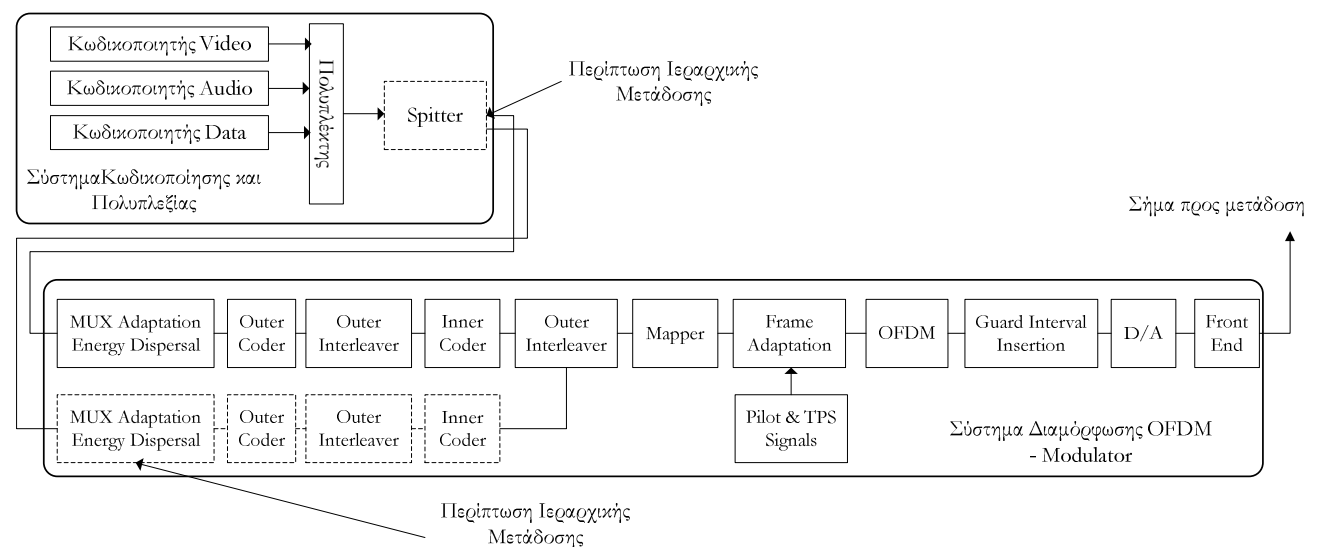 Κωδικοποιητής Video
Κωδικοποιητής Audio
Κωδικοποιητής Data
Πολυπλέκτης
Spitter
Περίπτωση Ιεραρχικής
Μετάδοσης
ΣύστημαΚωδικοποίησης και
Πολυπλεξίας
Σήμα προς μετάδοση
MUX Adaptation
Energy Dispersal
Outer
Coder
Outer
Interleaver
Inner
Coder
Outer
Interleaver
Mapper
Frame
Adaptation
OFDM
Guard Interval
Insertion
D/A
Front
End
MUX Adaptation
Energy Dispersal
Outer
Coder
Outer
Interleaver
Inner
Coder
Pilot & TPS
Signals
Σύστημα Διαμόρφωσης OFDM
- Modulator
Περίπτωση Ιεραρχικής
Μετάδοσης